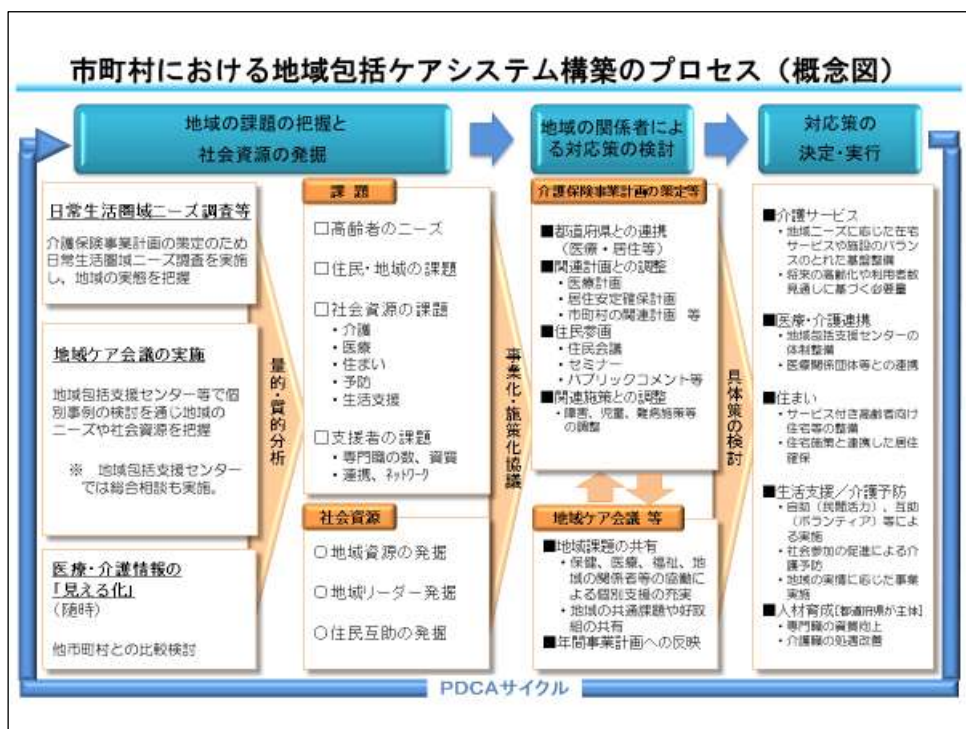 市町村における地域包括ケアシステム構築のプロセス（概念図）
地域の課題の把握と
社会資源の発掘
地域の関係者によ
る対応策の検討
対応策の
決定・実行
日常生活圏域ニーズ調査等
介護保険事業計画の策定のため
日常生活圏域ニーズ調査を実施
し、地域の実態を把握
地域ケア会議の実施
地域包括支援センター等で個
別事例の検討を通じ地域の
ニーズや社会資源を把握
※　地域包括支援センター
では総合相談も実施。
医療・介護情報の
「見える化」
（随時）
他市町村との比較検討
量的・質的分析
課 題
□高齢者のニーズ
□住民・地域の課題
□社会資源の課題
・介護
・医療
・住まい
・予防
・生活支援
□支援者の課題
・専門職の数、資質
・連携、ﾈｯﾄﾜｰｸ
社会資源
○地域資源の発掘
○地域リーダー発掘
○住民互助の発掘
事業化・施策化協議
介護保険事業計画の策定等
■都道府県との連携
（医療・居住等）
■関連計画との調整
・医療計画
・居住安定確保計画
・市町村の関連計画　等
■住民参画
・住民会議
・セミナー
・パブリックコメント等
■関連施策との調整
・障害、児童、難病施策等
の調整
地域ケア会議 等
■地域課題の共有
・保健、医療、福祉、地
域の関係者等の協働
による個別支援の充実
・地域の共通課題や好取
組の共有
■年間事業計画への反映
具体策の検討
■介護サービス
・地域ニーズに応じた在宅
サービスや施設のバランス
のとれた基盤整備
・将来の高齢化や利用者数
見通しに基づく必要量
■医療・介護連携
・地域包括支援センターの
体制整備
・医療関係団体等との連携
■住まい
・サービス付き高齢者向け
住宅等の整備
・住宅施策と連携した居住
確保
■生活支援／介護予防
・自助（民間活力）、互助
（ボランティア）等によ
る実施
・社会参加の促進による介
護予防
・地域の実情に応じた事業
実施
■人材育成[都道府県が主体]
・専門職の資質向上
・介護職の処遇改善
PDCAサイクル